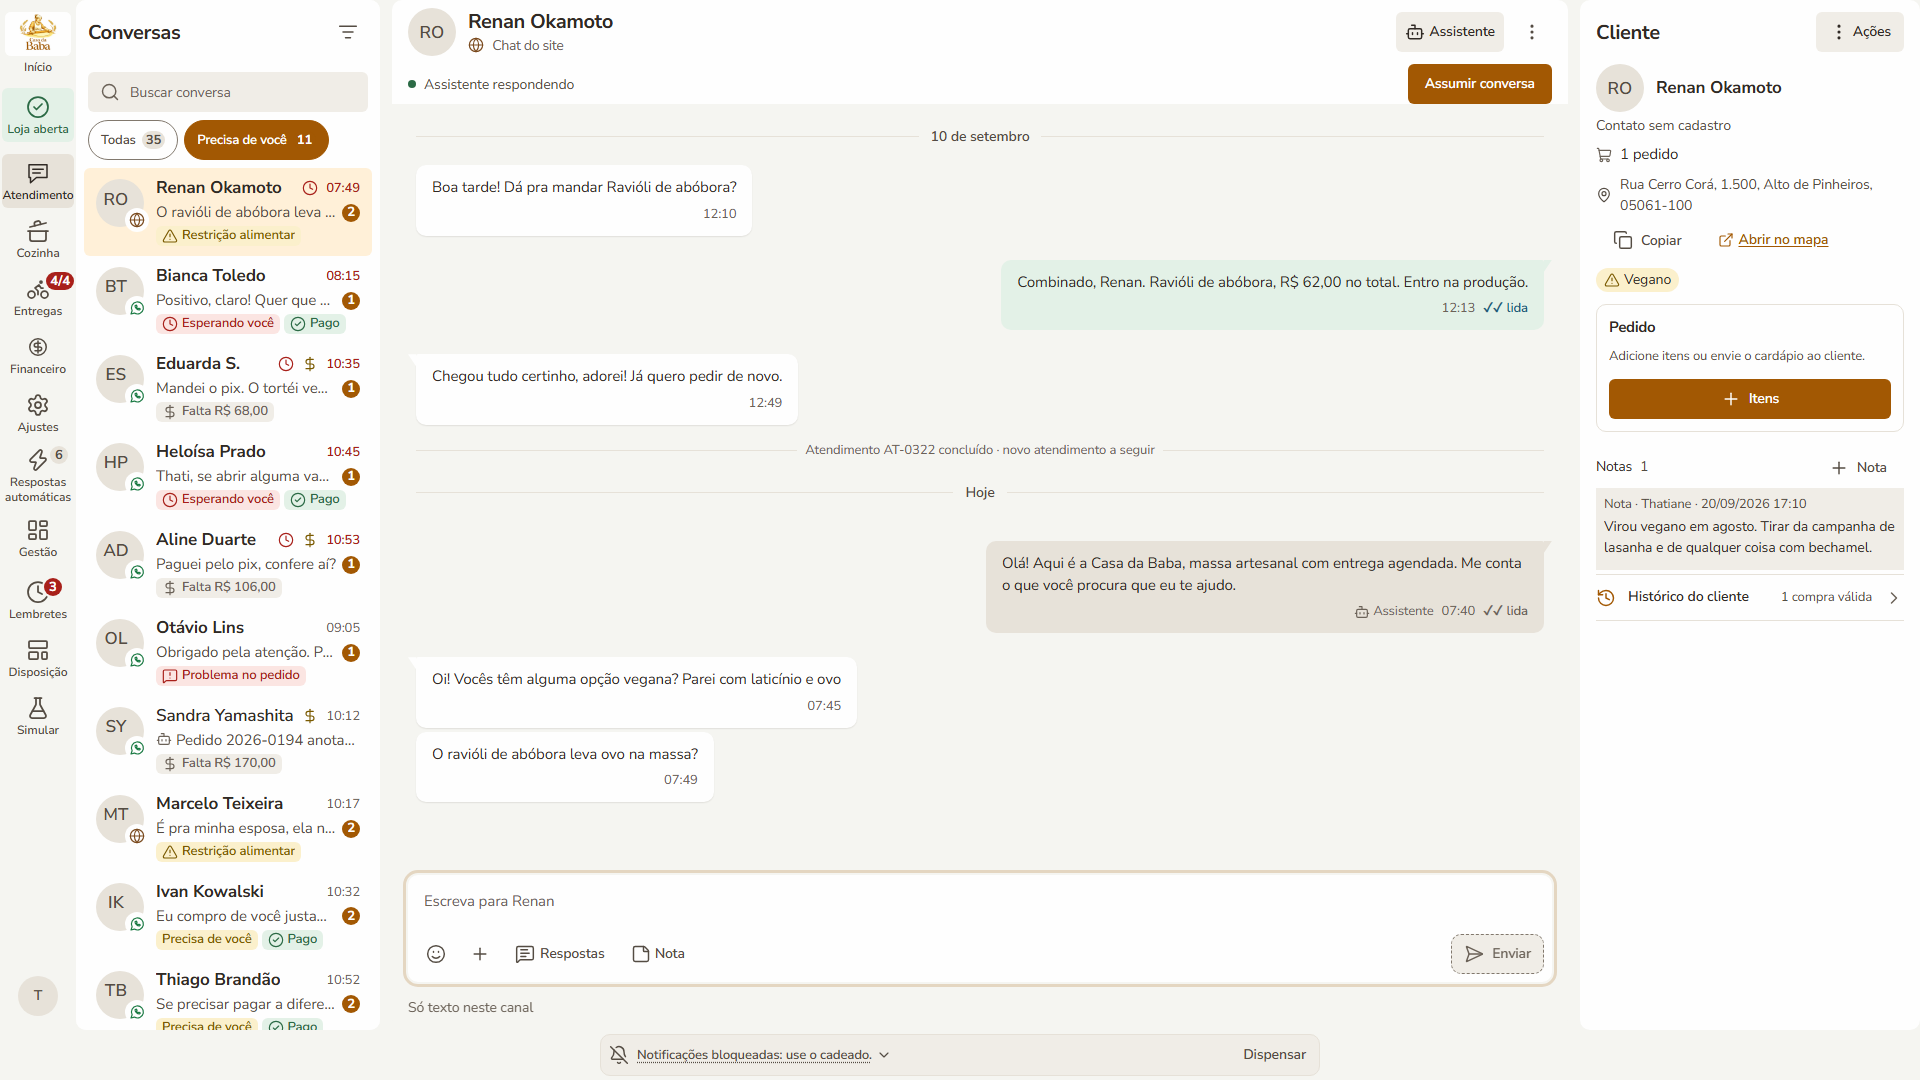 Casa da
Baba
Início
Loja aberta
Atendimento
Cozinha
4/4
Entregas
Financeiro
Ajustes
6
Respostas
automáticas
Gestão
3
Lembretes
Disposição
Simular
T
Conversas
Buscar conversa
Todas 35
Precisa de você 11
RO
Renan Okamoto 07:49
O ravióli de abóbora leva ... 2
Restrição alimentar
BT
Bianca Toledo 08:15
Positivo, claro! Quer que ... 1
Esperando você Pago
ES
Eduarda S. 10:35
Mandei o pix. O tortéi ve... 1
Falta R$ 68,00
HP
Heloísa Prado 10:45
Thati, se abrir alguma va... 1
Esperando você Pago
AD
Aline Duarte 10:53
Paguei pelo pix, confere aí? 1
Falta R$ 106,00
OL
Otávio Lins 09:05
Obrigado pela atenção. P... 1
Problema no pedido
SY
Sandra Yamashita 10:12
Pedido 2026-0194 anota...
Falta R$ 170,00
MT
Marcelo Teixeira 10:17
É pra minha esposa, ela n... 2
Restrição alimentar
IK
Ivan Kowalski 10:32
Eu compro de você justa... 2
Precisa de você Pago
TB
Thiago Brandão 10:52
Se precisar pagar a difere... 2
Precisa de você Pago
RO
Renan Okamoto
Chat do site
Assistente
Assistente respondendo
Assumir conversa
10 de setembro
Boa tarde! Dá pra mandar Ravióli de abóbora?
12:10
Combinado, Renan. Ravióli de abóbora, R$ 62,00 no total. Entro na produção.
12:13 lida
Chegou tudo certinho, adorei! Já quero pedir de novo.
12:49
Atendimento AT-0322 concluído · novo atendimento a seguir
Hoje
Olá! Aqui é a Casa da Baba, massa artesanal com entrega agendada. Me conta
o que você procura que eu te ajudo.
Assistente 07:40 lida
Oi! Vocês têm alguma opção vegana? Parei com laticínio e ovo
07:45
O ravióli de abóbora leva ovo na massa?
07:49
Escreva para Renan
Respostas
Nota
Enviar
Só texto neste canal
Notificações bloqueadas: use o cadeado.
Dispensar
Cliente
Ações
RO
Renan Okamoto
Contato sem cadastro
1 pedido
Rua Cerro Corá, 1.500, Alto de Pinheiros,
05061-100
Copiar
Abrir no mapa
Vegano
Pedido
Adicione itens ou envie o cardápio ao cliente.
Itens
Notas 1
Nota
Nota · Thatiane · 20/09/2026 17:10
Virou vegano em agosto. Tirar da campanha de
lasanha e de qualquer coisa com bechamel.
Histórico do cliente
1 compra válida